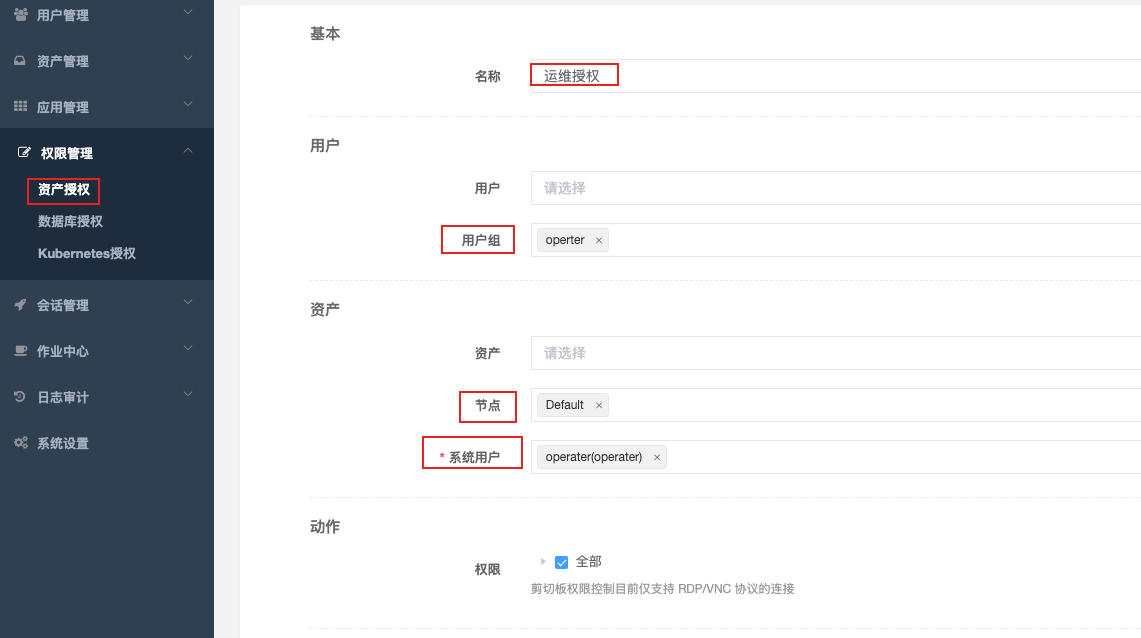 用户管理
资产管理
应用管理
权限管理
资产授权
数据库授权
Kubernetes授权
会话管理
作业中心
日志审计
系统设置
基本
名称 运维授权
用户
用户 请选择
用户组 operter ×
资产
资产 请选择
节点 Default ×
* 系统用户 operater(operater) ×
动作
权限 全部
剪切板权限控制目前仅支持 RDP/VNC 协议的连接